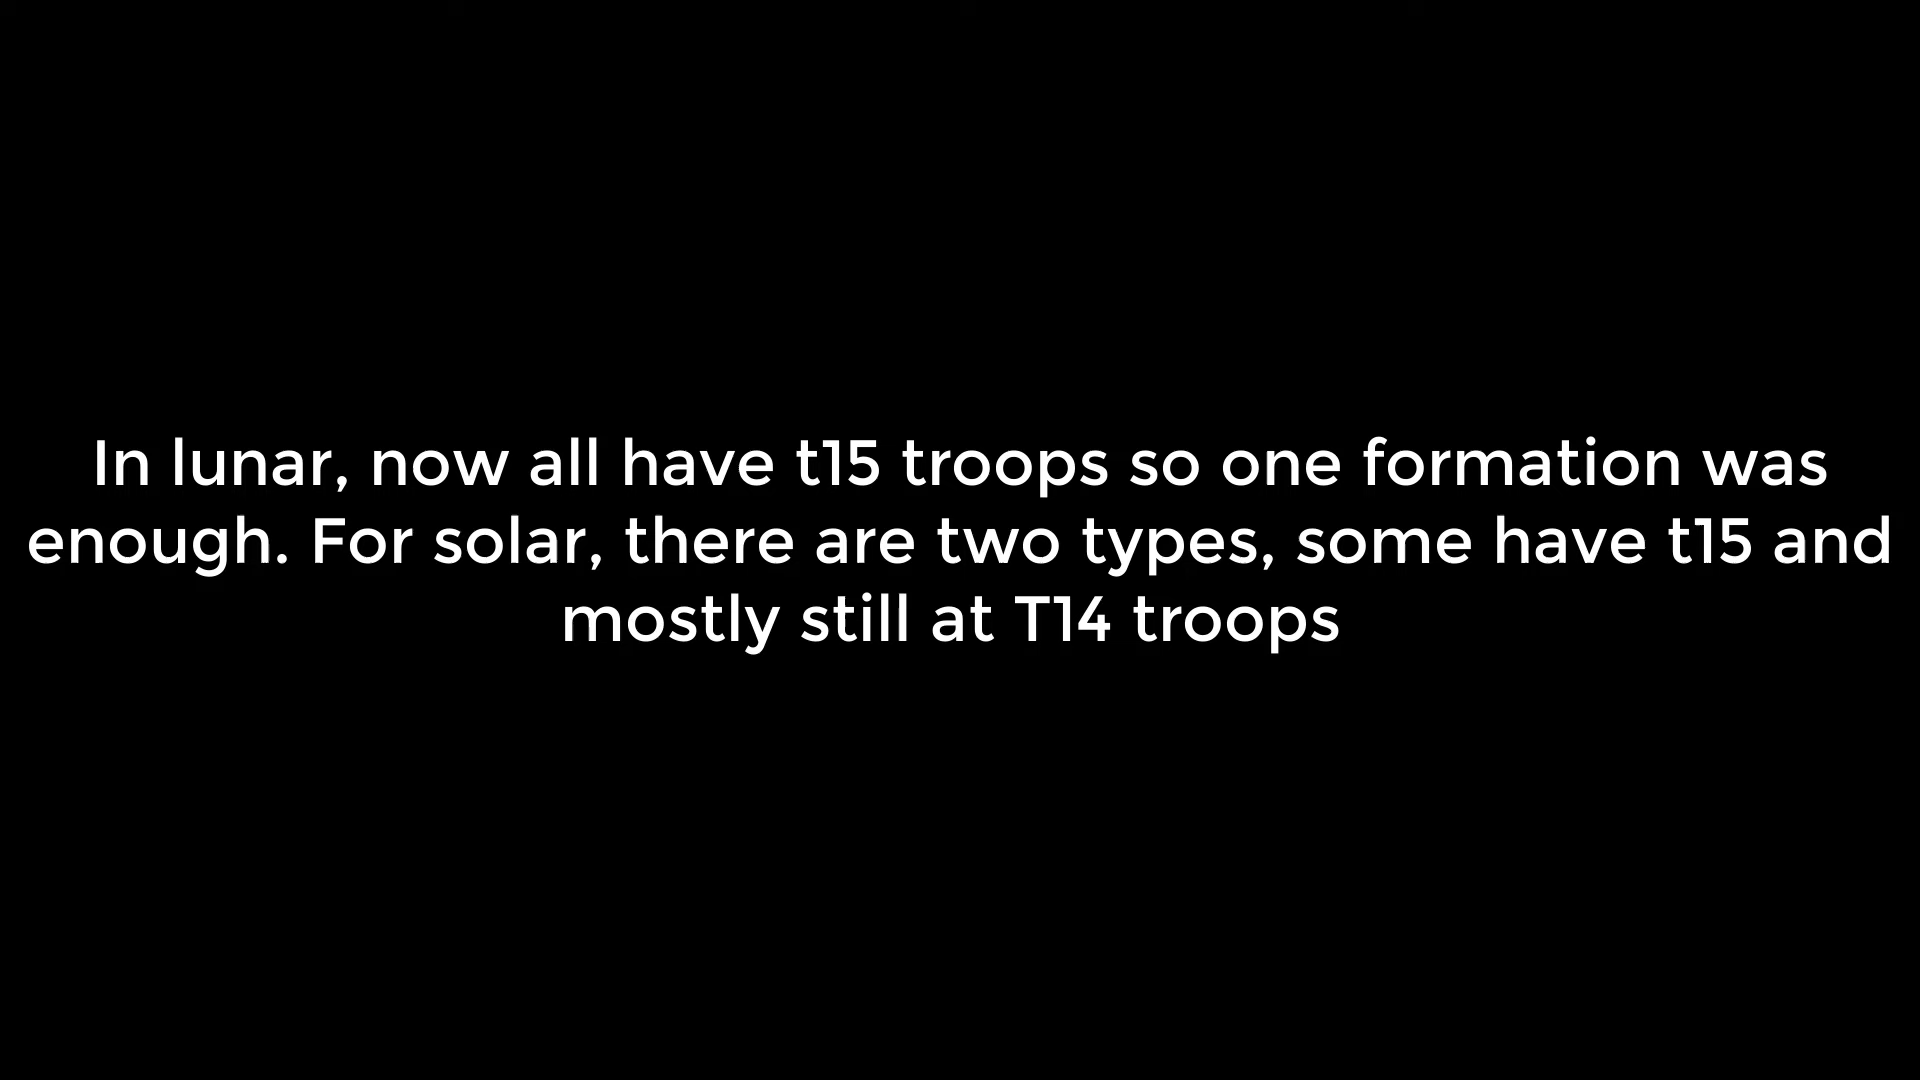 In lunar, now all have t15 troops so one formation was
enough. For solar, there are two types, some have t15 and
mostly still at T14 troops